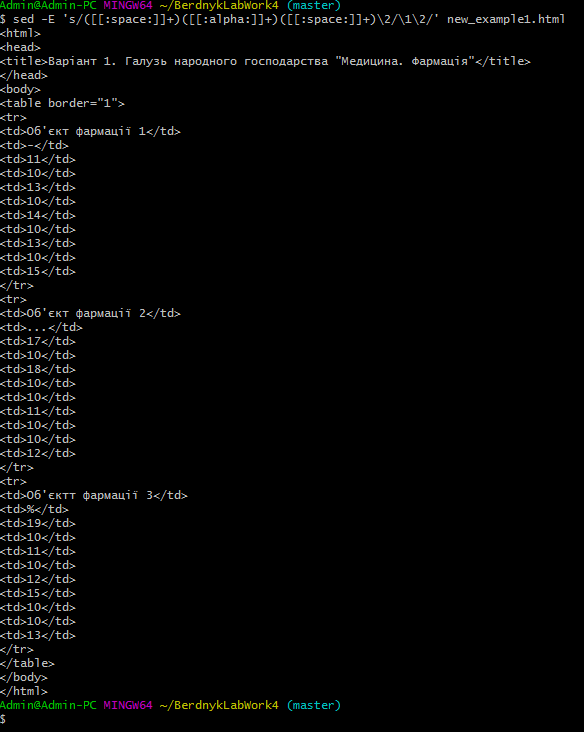 Admin@Admin-PC MINGW64 ~/BerdnykLabWork4 (master)
$ sed -E 's/([[:space:]]+)([[:alpha:]]+)([[:space:]]+)\2/\1\2/' new_example1.html
<html>
<head>
<title>Варіант 1. Галузь народного господарства "Медицина. Фармація"</title>
</head>
<body>
<table border="1">
<tr>
<td>Об'єкт фармації 1</td>
<td>-</td>
<td>11</td>
<td>10</td>
<td>13</td>
<td>10</td>
<td>14</td>
<td>10</td>
<td>13</td>
<td>10</td>
<td>15</td>
</tr>
<tr>
<td>Об'єкт фармації 2</td>
<td>...</td>
<td>17</td>
<td>10</td>
<td>18</td>
<td>10</td>
<td>10</td>
<td>11</td>
<td>10</td>
<td>10</td>
<td>12</td>
</tr>
<tr>
<td>Об'єктт фармації 3</td>
<td>%</td>
<td>19</td>
<td>10</td>
<td>11</td>
<td>10</td>
<td>12</td>
<td>15</td>
<td>10</td>
<td>10</td>
<td>13</td>
</tr>
</table>
</body>
</html>
Admin@Admin-PC MINGW64 ~/BerdnykLabWork4 (master)
$